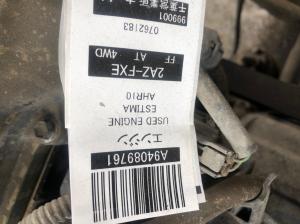 A94089761
エンジン
USED ENGINE
ESTIMA
AHR10
2AZ-FXE
FF AT 4WD
0762183
999001